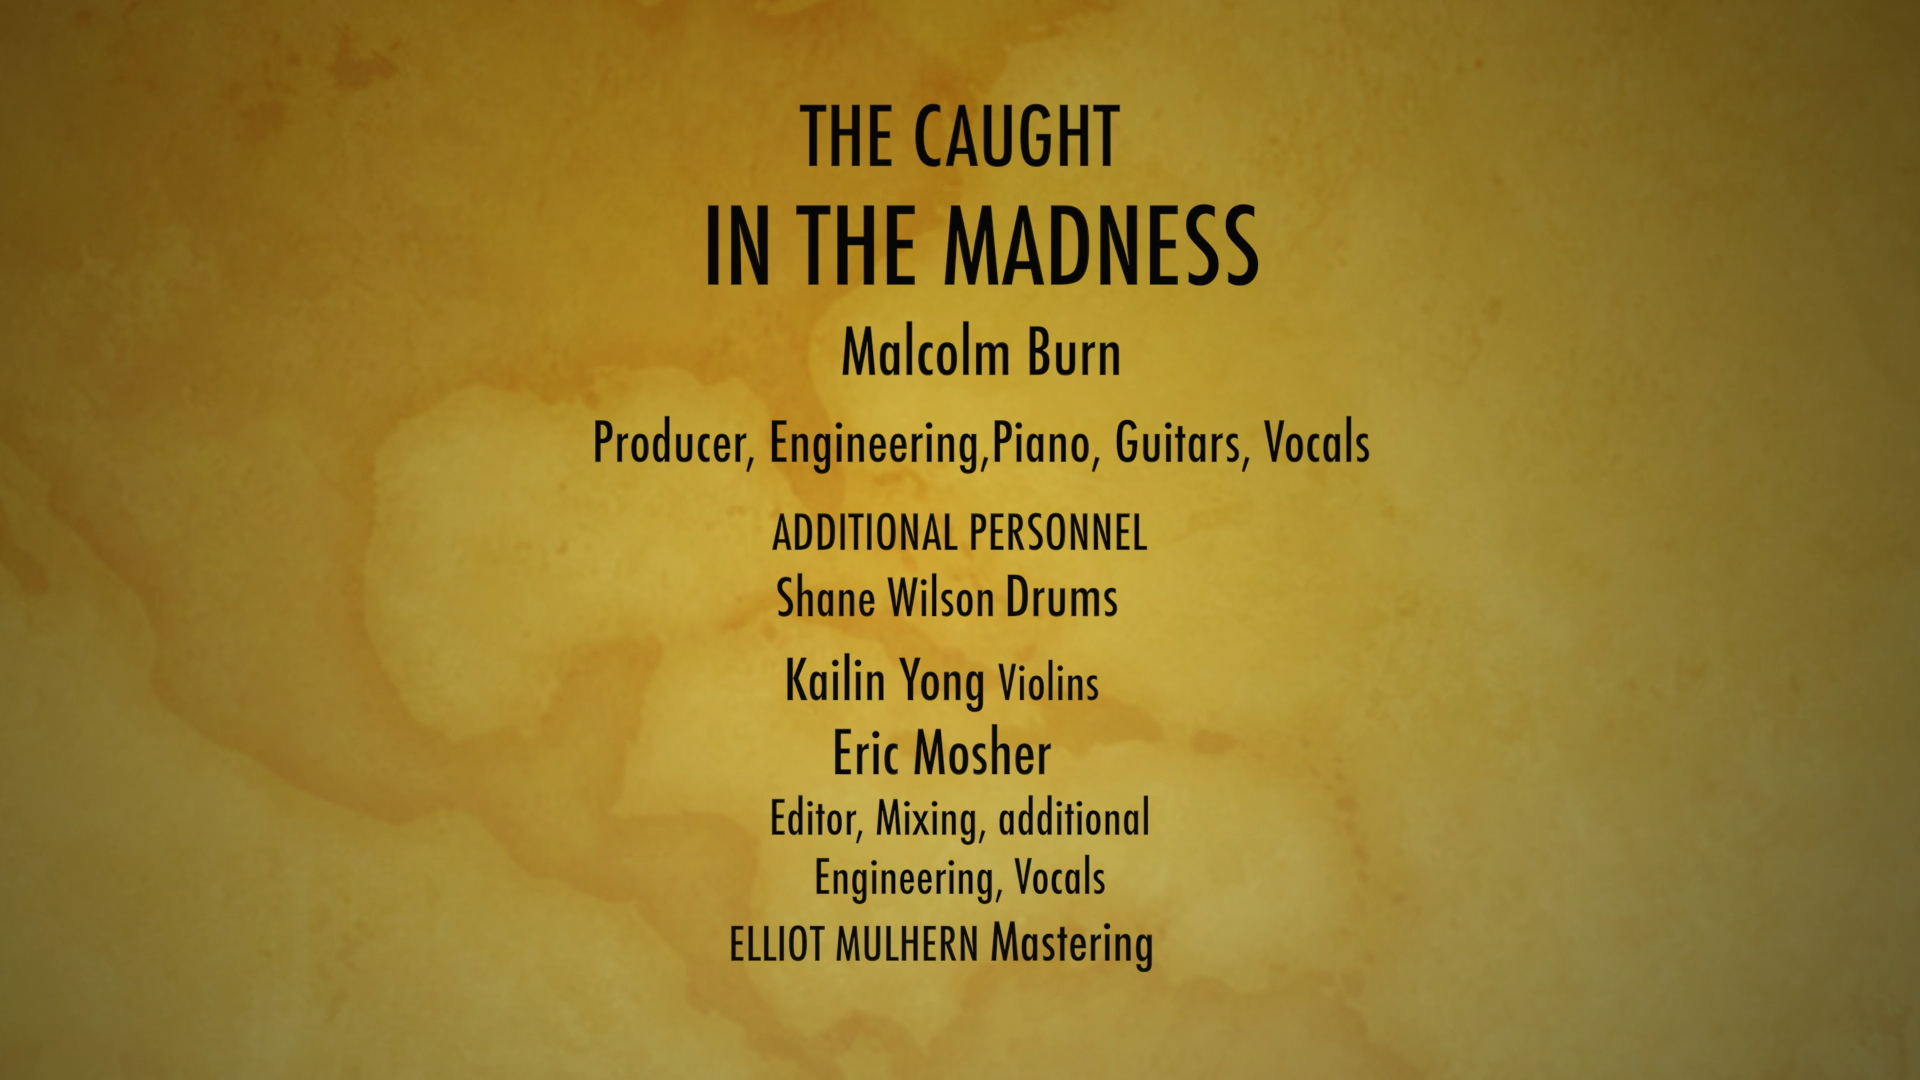 THE CAUGHT
IN THE MADNESS
Malcolm Burn
Producer, Engineering,Piano, Guitars, Vocals
ADDITIONAL PERSONNEL
Shane Wilson Drums
Kailin Yong Violins
Eric Mosher
Editor, Mixing, additional
Engineering, Vocals
ELLIOT MULHERN Mastering